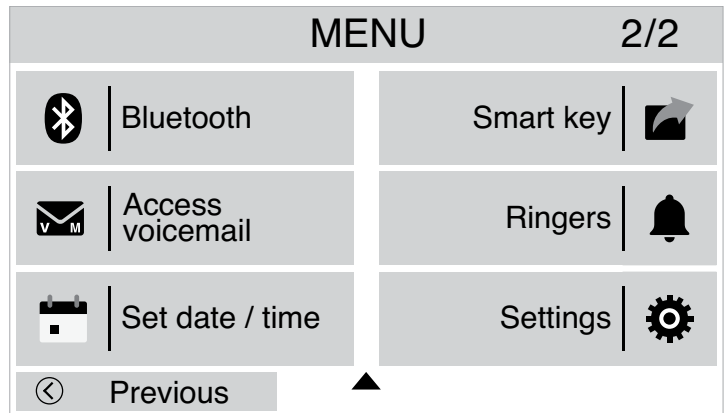 MENU 2/2
Bluetooth
Smart key
Access
voicemail
V M
Ringers
Set date / time
Settings
Previous